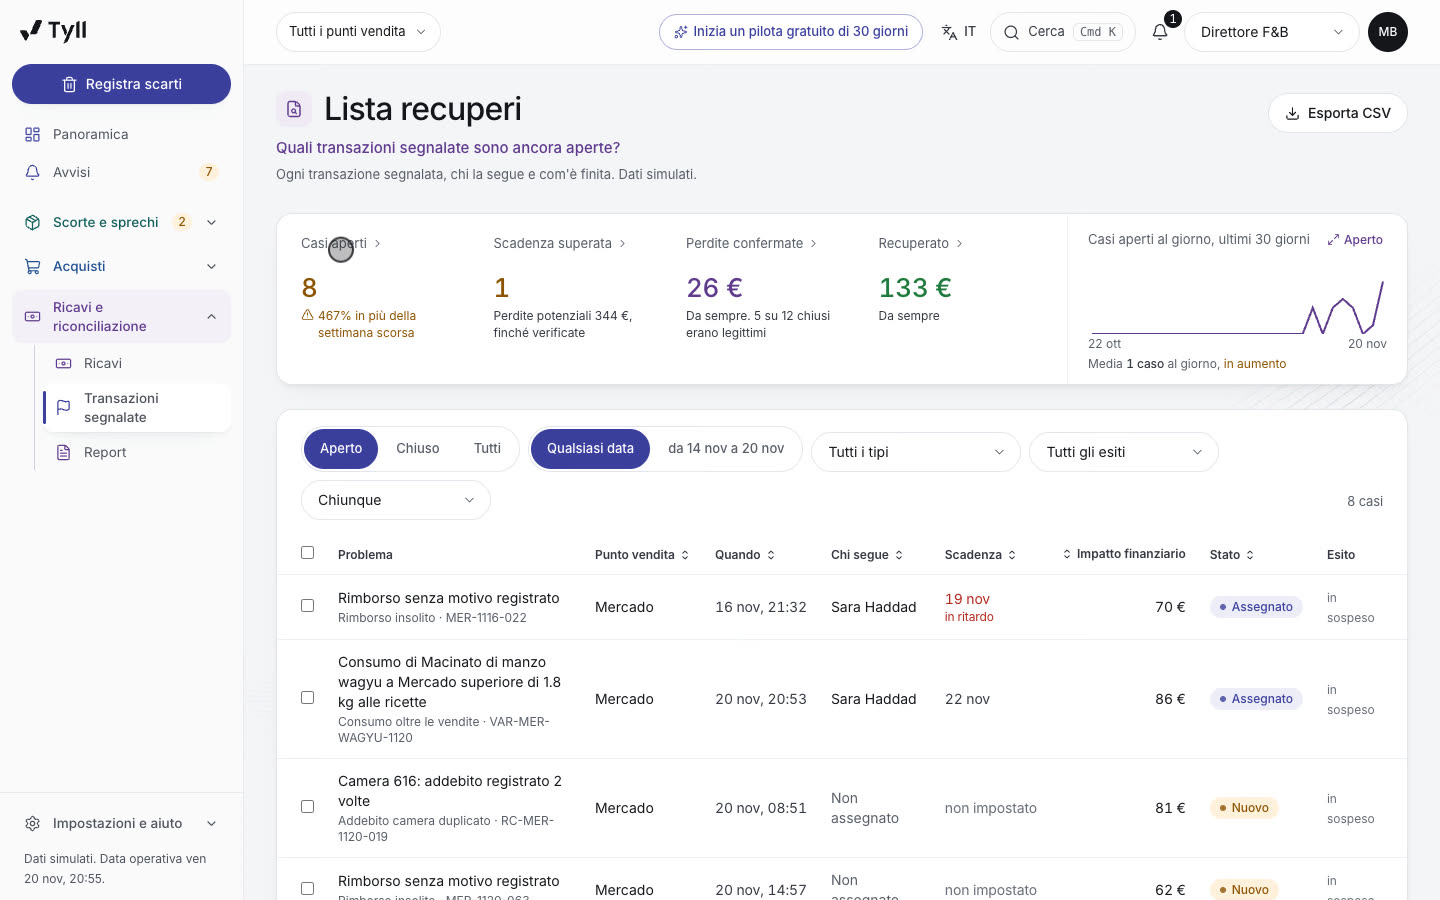 Tyll
Tutti i punti vendita
Inizia un pilota gratuito di 30 giorni
IT
Cerca
Cmd K
1
Direttore F&B
MB
Registra scarti
Panoramica
Avvisi
7
Scorte e sprechi
2
Acquisti
Ricavi e
riconciliazione
Ricavi
Transazioni
segnalate
Report
Impostazioni e aiuto
Dati simulati. Data operativa ven
20 nov, 20:55.
Lista recuperi
Esporta CSV
Quali transazioni segnalate sono ancora aperte?
Ogni transazione segnalata, chi la segue e com'è finita. Dati simulati.
Casi aperti
8
467% in più della
settimana scorsa
Scadenza superata
1
Perdite potenziali 344 €,
finché verificate
Perdite confermate
26 €
Da sempre. 5 su 12 chiusi
erano legittimi
Recuperato
133 €
Da sempre
Casi aperti al giorno, ultimi 30 giorni
Aperto
22 ott
20 nov
Media 1 caso al giorno, in aumento
Aperto
Chiuso
Tutti
Qualsiasi data
da 14 nov a 20 nov
Tutti i tipi
Tutti gli esiti
Chiunque
8 casi
Problema
Punto vendita
Quando
Chi segue
Scadenza
Impatto finanziario
Stato
Esito
Rimborso senza motivo registrato
Rimborso insolito · MER-1116-022
Mercado
16 nov, 21:32
Sara Haddad
19 nov
in ritardo
70 €
Assegnato
in
sospeso
Consumo di Macinato di manzo
wagyu a Mercado superiore di 1.8
kg alle ricette
Consumo oltre le vendite · VAR-MER-
WAGYU-1120
Mercado
20 nov, 20:53
Sara Haddad
22 nov
86 €
Assegnato
in
sospeso
Camera 616: addebito registrato 2
volte
Addebito camera duplicato · RC-MER-
1120-019
Mercado
20 nov, 08:51
Non
assegnato
non impostato
81 €
Nuovo
in
sospeso
Rimborso senza motivo registrato
Rimborso insolito · MER-1120-063
Mercado
20 nov, 14:57
Non
assegnato
non impostato
62 €
Nuovo
in
sospeso